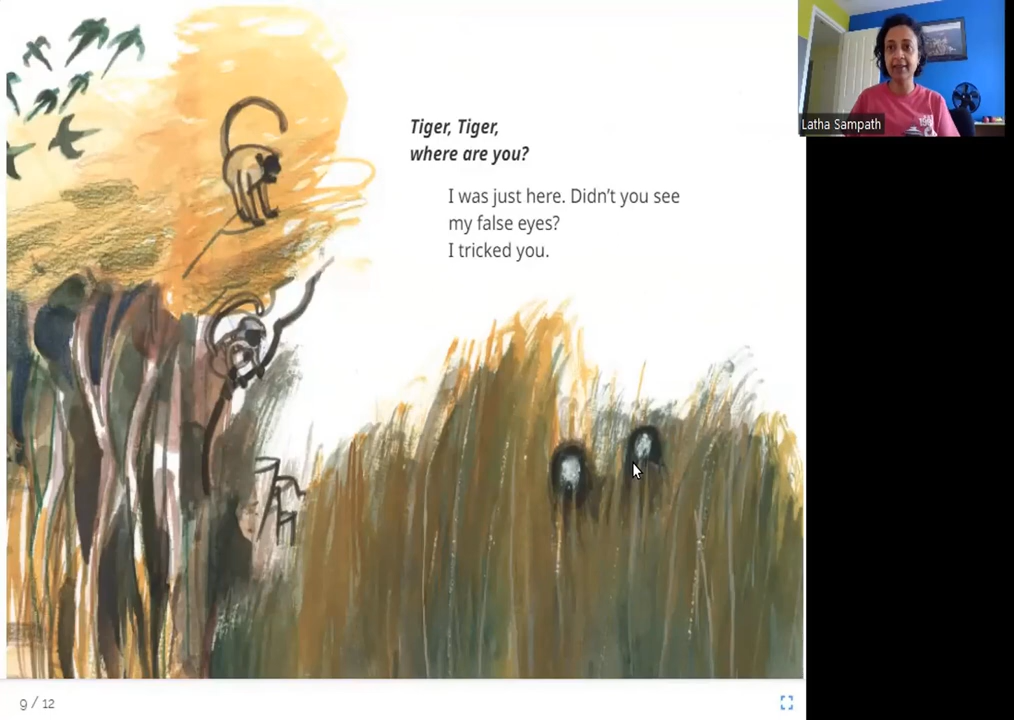 Tiger, Tiger,
where are you?
I was just here. Didn't you see
my false eyes?
I tricked you.
Latha Sampath
9 / 12